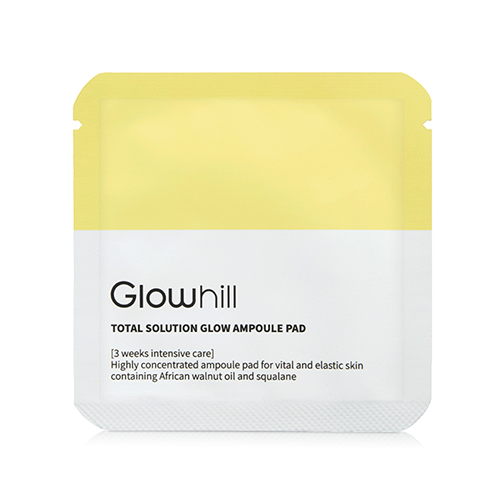 Glowhill
TOTAL SOLUTION GLOW AMPOULE PAD
[3 weeks intensive care]
Highly concentrated ampoule pad for vital and elastic skin
containing African walnut oil and squalane